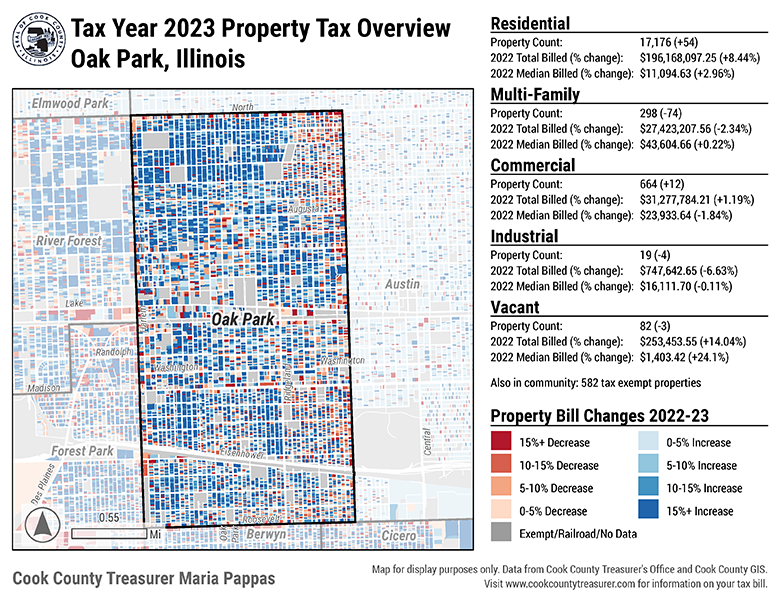 SEAL OF COOK COUNTY
ILLINOIS
Tax Year 2023 Property Tax Overview
Oak Park, Illinois
Elmwood Park
North
Augusta
River Forest
Austin
Lake
Harlem
Oak Park
Randolph
Washington
Washington
Ridgeland
Madison
Forest Park
Eisenhower
Central
Des Plaines
0.55
Mi
Roosevelt
Oak Park
Berwyn
Cicero
Residential
Property Count: 17,176 (+54)
2022 Total Billed (% change): $196,168,097.25 (+8.44%)
2022 Median Billed (% change): $11,094.63 (+2.96%)
Multi-Family
Property Count: 298 (-74)
2022 Total Billed (% change): $27,423,207.56 (-2.34%)
2022 Median Billed (% change): $43,604.66 (+0.22%)
Commercial
Property Count: 664 (+12)
2022 Total Billed (% change): $31,277,784.21 (+1.19%)
2022 Median Billed (% change): $23,933.64 (-1.84%)
Industrial
Property Count: 19 (-4)
2022 Total Billed (% change): $747,642.65 (-6.63%)
2022 Median Billed (% change): $16,111.70 (-0.11%)
Vacant
Property Count: 82 (-3)
2022 Total Billed (% change): $253,453.55 (+14.04%)
2022 Median Billed (% change): $1,403.42 (+24.1%)
Also in community: 582 tax exempt properties
Property Bill Changes 2022-23
15%+ Decrease 0-5% Increase
10-15% Decrease 5-10% Increase
5-10% Decrease 10-15% Increase
0-5% Decrease 15%+ Increase
Exempt/Railroad/No Data
Cook County Treasurer Maria Pappas
Map for display purposes only. Data from Cook County Treasurer's Office and Cook County GIS.
Visit www.cookcountytreasurer.com for information on your tax bill.